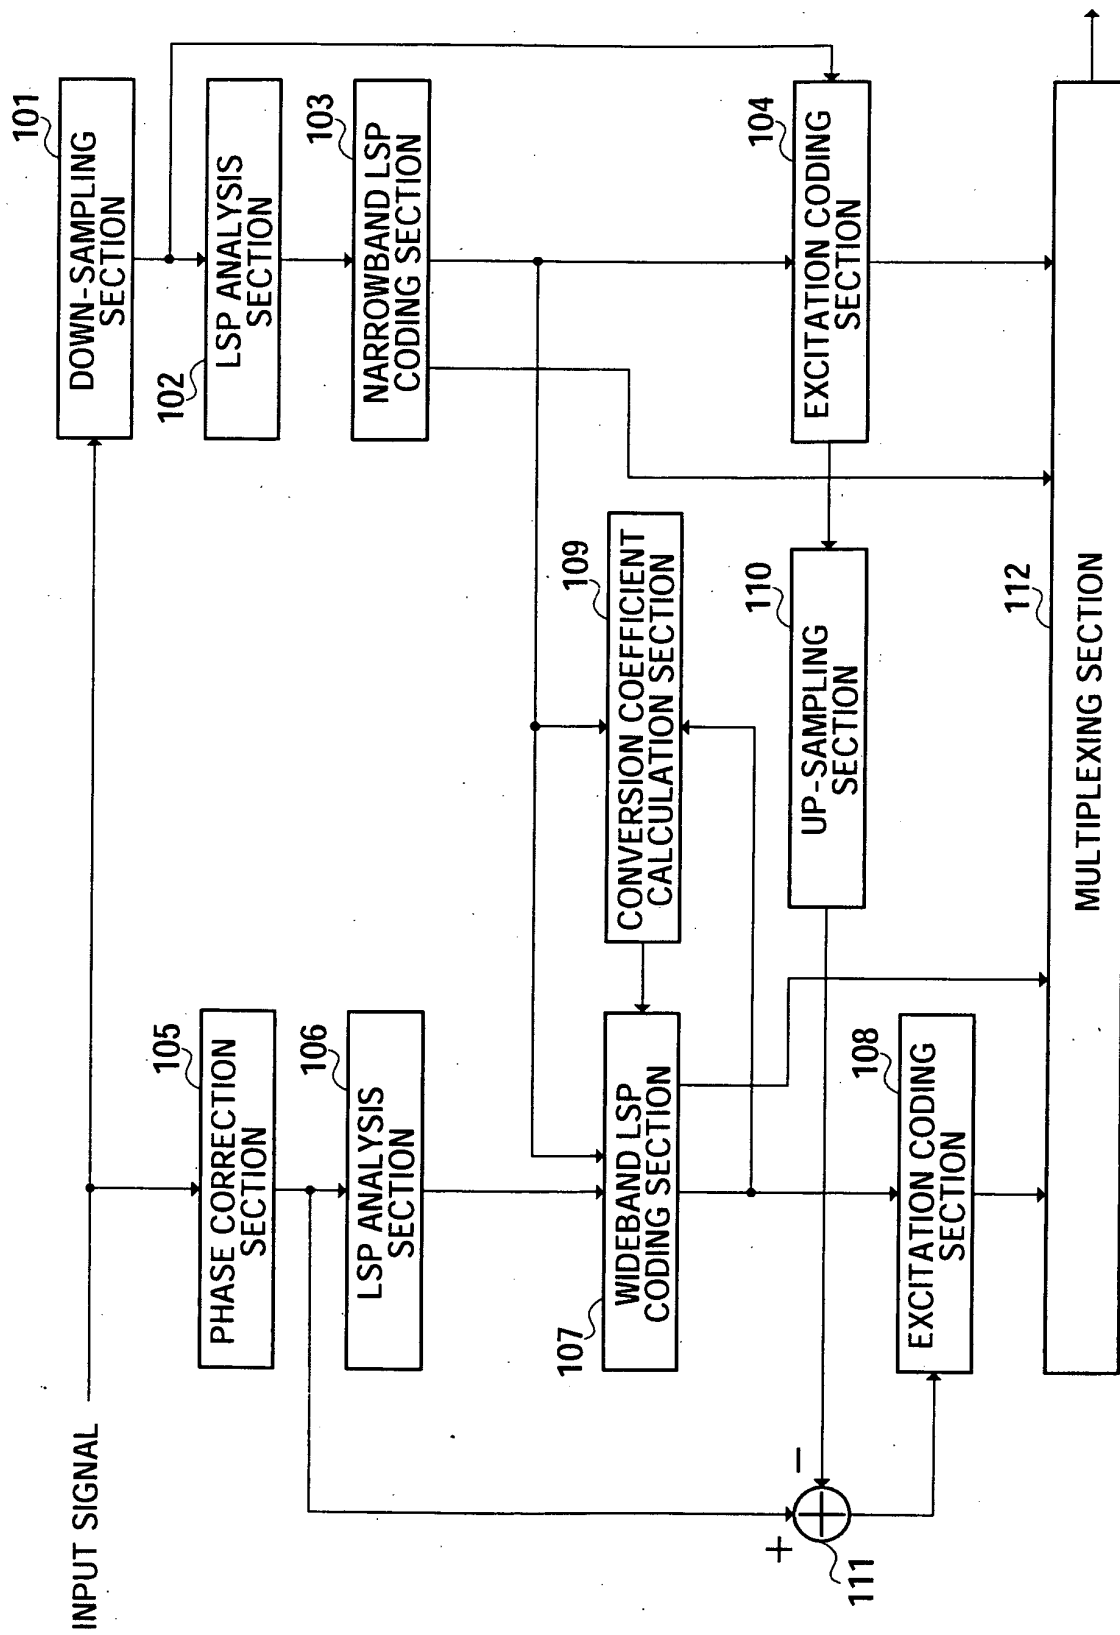 INPUT SIGNAL
101
DOWN-SAMPLING
SECTION
102
LSP ANALYSIS
SECTION
103
NARROWBAND LSP
CODING SECTION
104
EXCITATION CODING
SECTION
105
PHASE CORRECTION
SECTION
106
LSP ANALYSIS
SECTION
107
WIDEBAND LSP
CODING SECTION
108
EXCITATION CODING
SECTION
109
CONVERSION COEFFICIENT
CALCULATION SECTION
110
UP-SAMPLING
SECTION
+
-
111
112
MULTIPLEXING SECTION